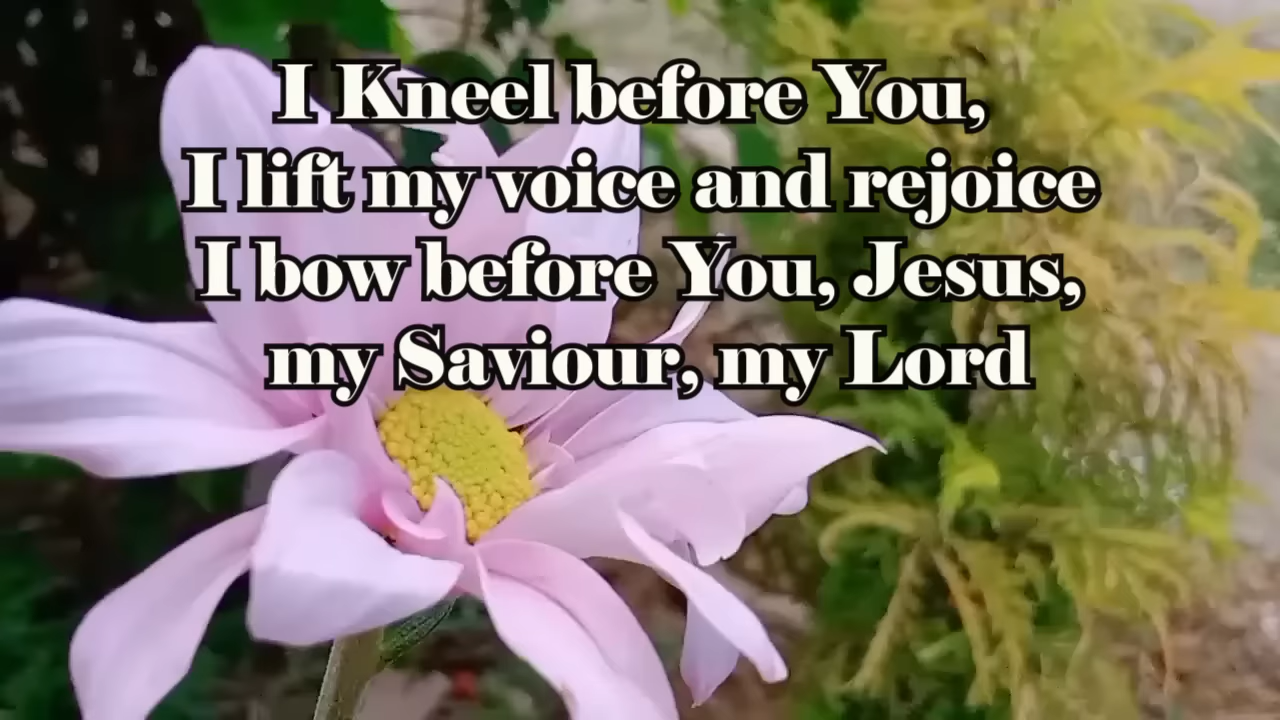 I Kneel before You,
I lift my voice and rejoice
I bow before You, Jesus,
my Saviour, my Lord